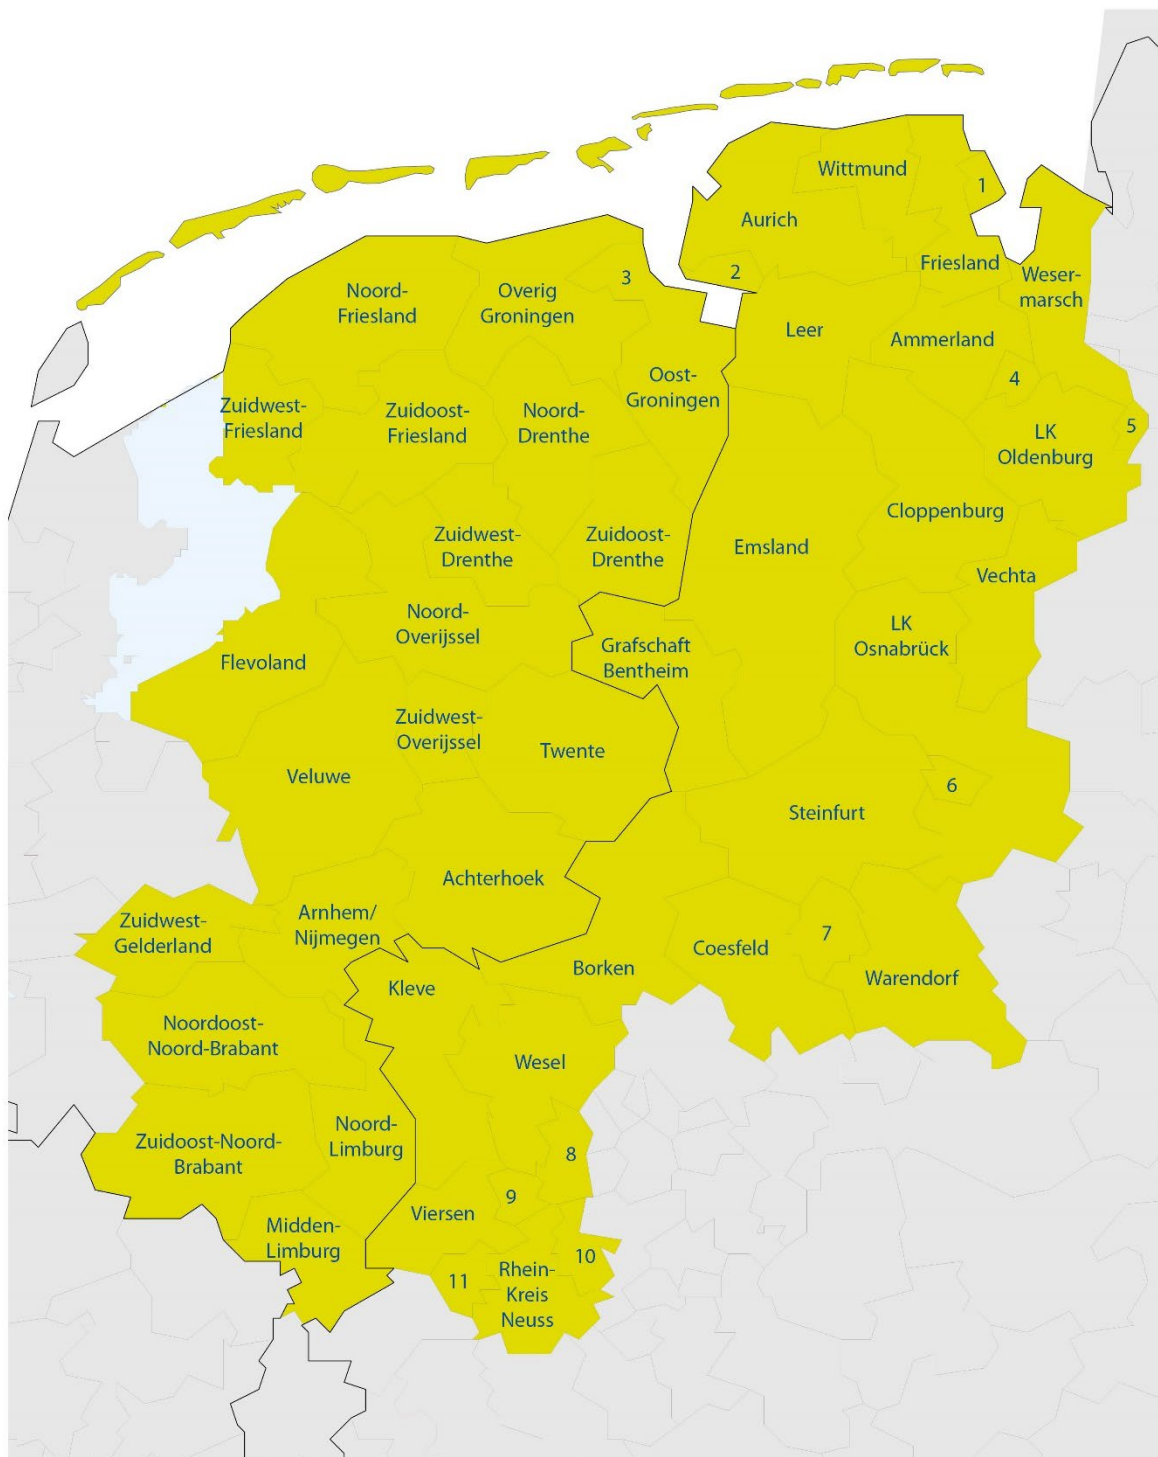 Wittmund
1
Aurich
2
Friesland
Weser-
marsch
3
Noord-
Friesland
Overig
Groningen
Leer
Ammerland
4
Oost-
Groningen
Zuidwest-
Friesland
Zuidoost-
Friesland
Noord-
Drenthe
5
LK
Oldenburg
Cloppenburg
Zuidwest-
Drenthe
Zuidoost-
Drenthe
Emsland
Vechta
Noord-
Overijssel
LK
Osnabrück
Grafschaft
Bentheim
Flevoland
Zuidwest-
Overijssel
Twente
Veluwe
6
Steinfurt
Achterhoek
Zuidwest-
Gelderland
Arnhem/
Nijmegen
Coesfeld
7
Borken
Warendorf
Kleve
Noordoost-
Noord-Brabant
Wesel
Zuidoost-Noord-
Brabant
Noord-
Limburg
8
9
Viersen
Midden-
Limburg
10
11
Rhein-
Kreis
Neuss